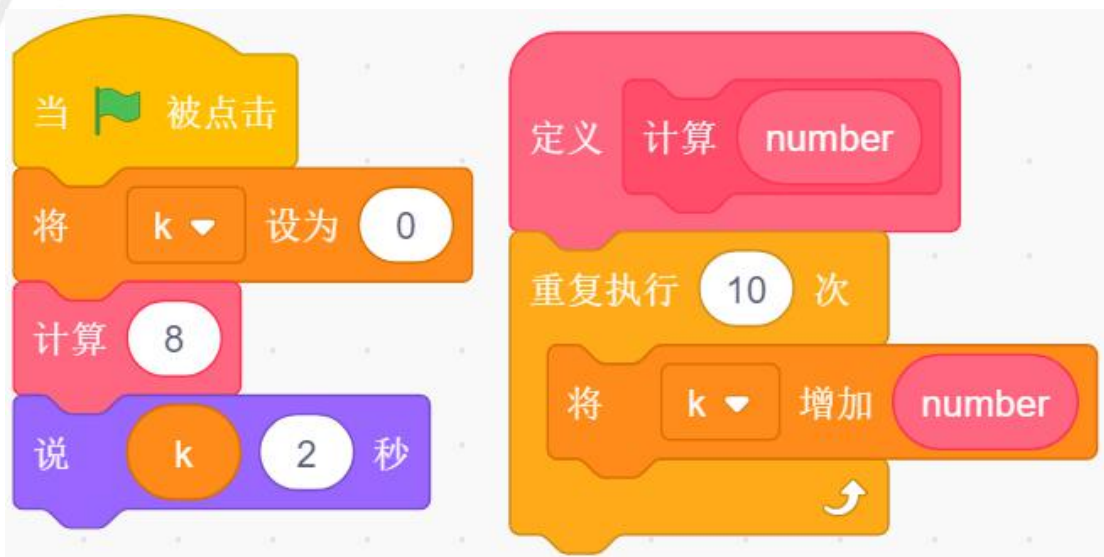 当 被点击
将 k 设为 0
计算 8
说 k 2 秒
定义 计算 number
重复执行 10 次
将 k 增加 number